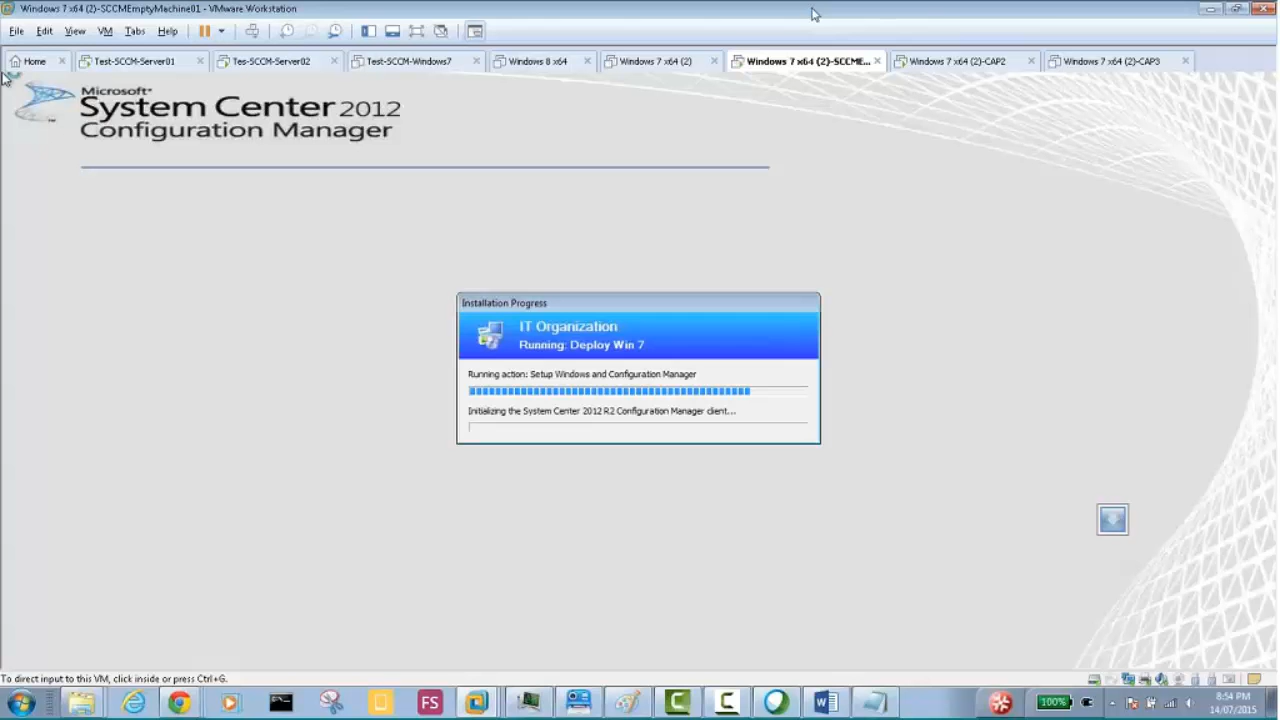 Windows 7 x64 (2)-SCCMEmptyMachine01 - VMware Workstation
File Edit View VM Tabs Help
Home Test-SCCM-Server01 Tes-SCCM-Server02 Test-SCCM-Windows7 Windows 8 x64 Windows 7 x64 (2) Windows 7 x64 (2)-SCCME... Windows 7 x64 (2)-CAP2 Windows 7 x64 (2)-CAP3
Microsoft
System Center 2012
Configuration Manager
Installation Progress
IT Organization
Running: Deploy Win 7
Running action: Setup Windows and Configuration Manager
Initializing the System Center 2012 R2 Configuration Manager client...
To direct input to this VM, click inside or press Ctrl+G.
FS
100%
8:54 PM
14/07/2015